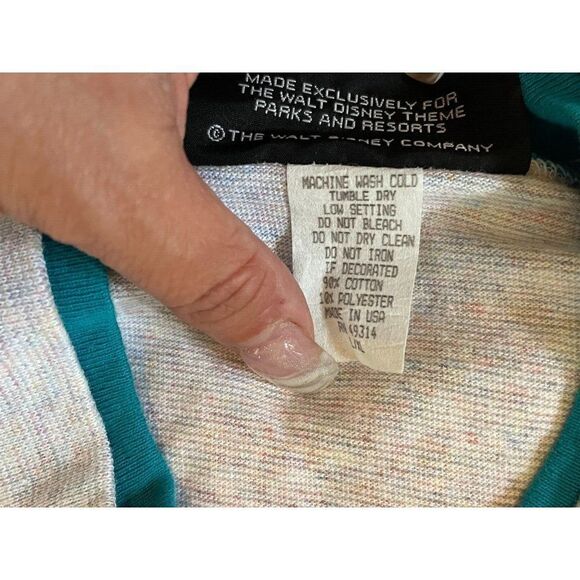 MADE EXCLUSIVELY FOR
THE WALT DISNEY THEME
PARKS AND RESORTS
© THE WALT DISNEY COMPANY
MACHINE WASH COLD
TUMBLE DRY
LOW SETTING
DO NOT BLEACH
DO NOT DRY CLEAN
DO NOT IRON
IF DECORATED
90% COTTON
10% POLYESTER
MADE IN USA
RN 49314
L/XL